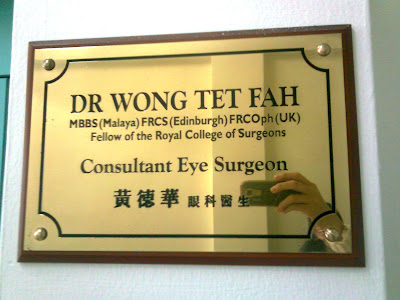 DR WONG TET FAH
MBBS (Malaya) FRCS (Edinburgh) FRCOph (UK)
Fellow of the Royal College of Surgeons
Consultant Eye Surgeon
黃德華 眼科醫生